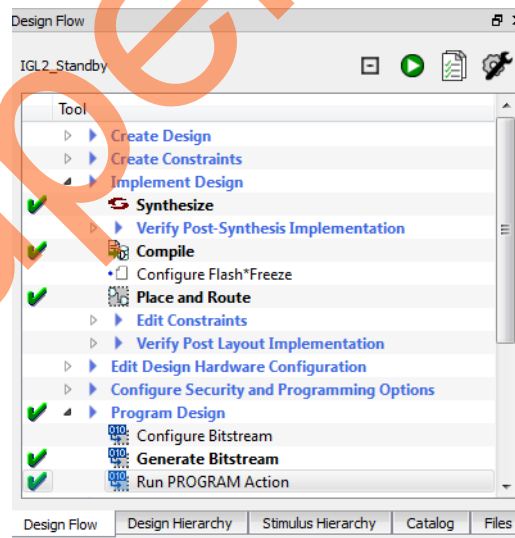 Design Flow
IGL2_Standby
Tool
Create Design
Create Constraints
Implement Design
Synthesize
Verify Post-Synthesis Implementation
Compile
Configure Flash*Freeze
Place and Route
Edit Constraints
Verify Post Layout Implementation
Edit Design Hardware Configuration
Configure Security and Programming Options
Program Design
Configure Bitstream
Generate Bitstream
Run PROGRAM Action
Design Flow Design Hierarchy Stimulus Hierarchy Catalog Files